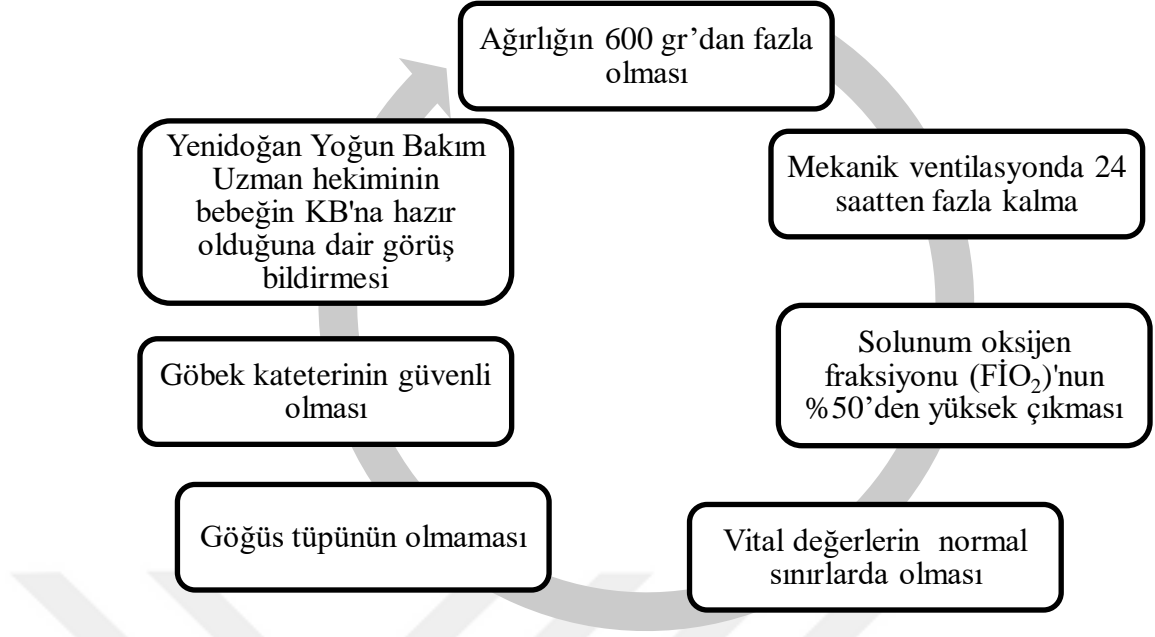 Ağırlığın 600 gr’dan fazla
olması
Mekanik ventilasyonda 24
saatten fazla kalma
Solunum oksijen
fraksiyonu (FİO₂)'nun
%50’den yüksek çıkması
Vital değerlerin normal
sınırlarda olması
Göğüs tüpünün olmaması
Göbek kateterinin güvenli
olması
Yenidoğan Yoğun Bakım
Uzman hekiminin
bebeğin KB'na hazır
olduğuna dair görüş
bildirmesi